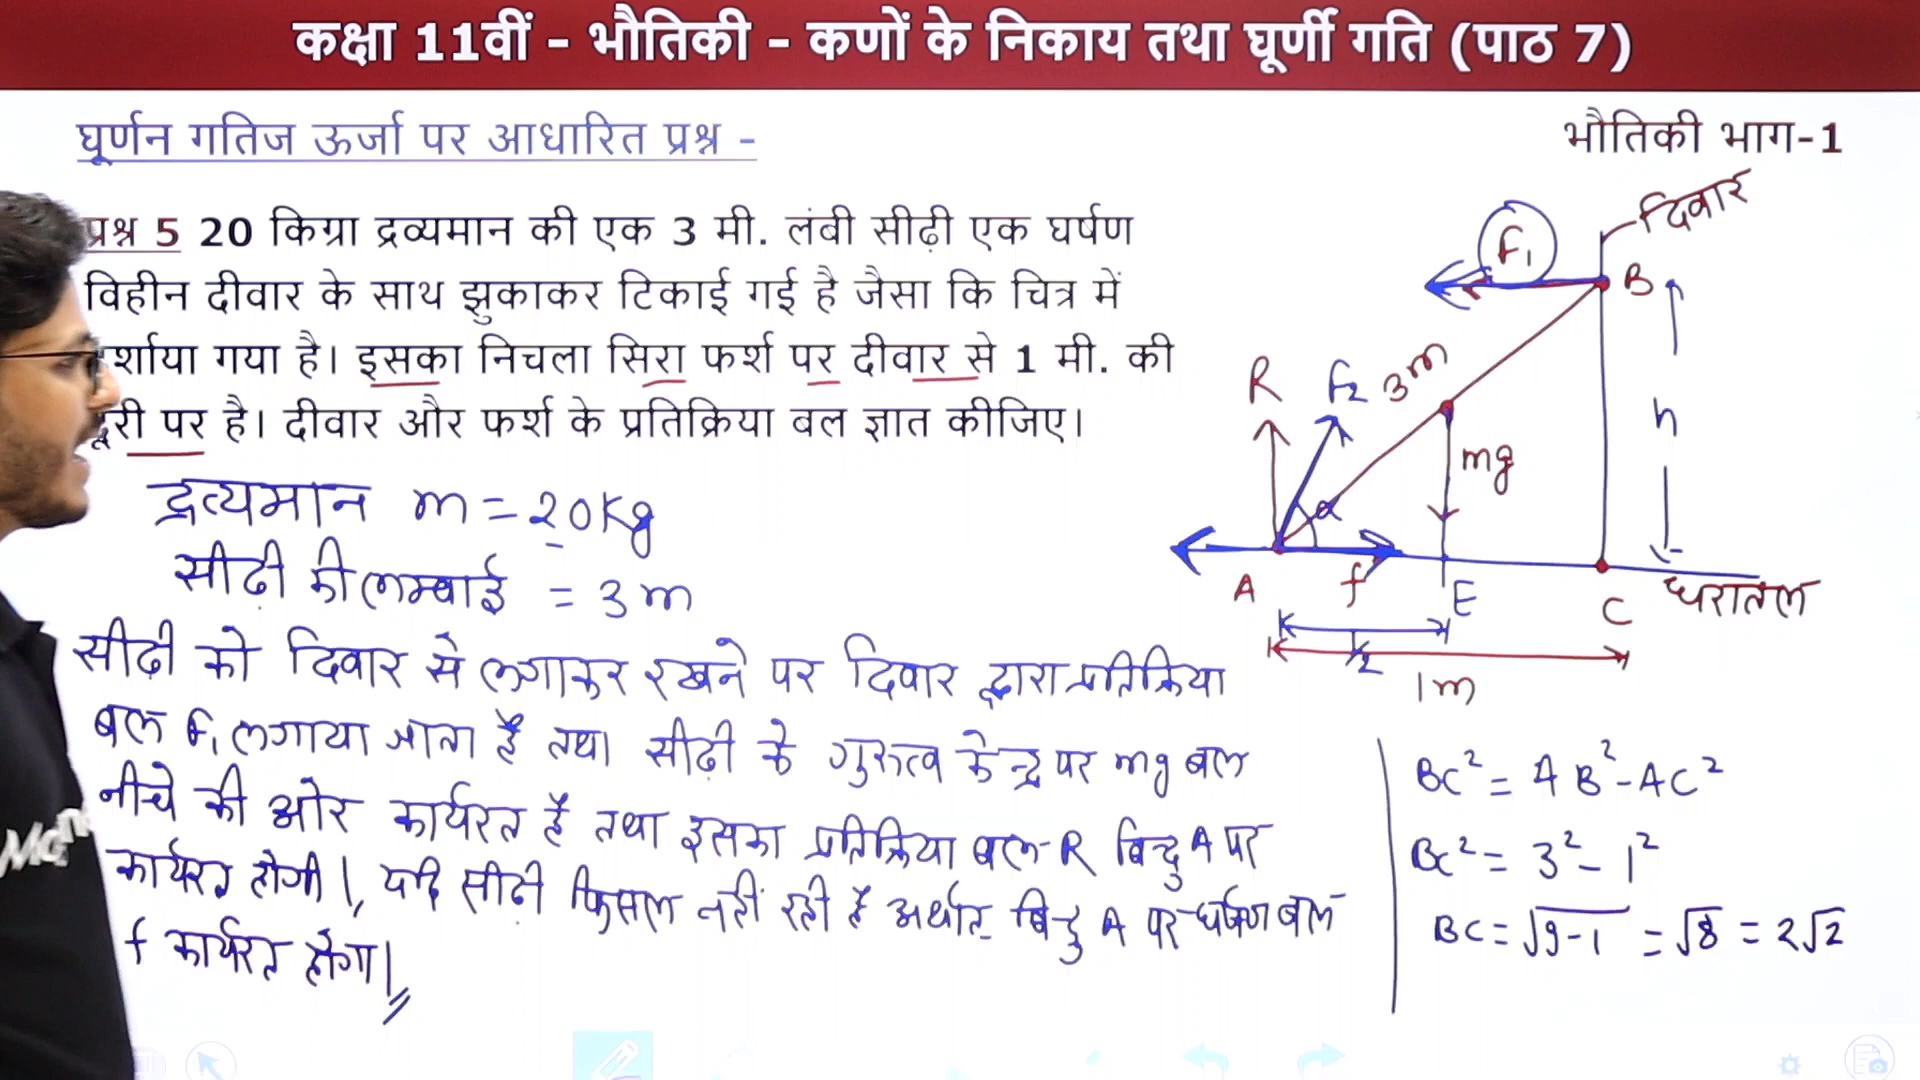 कक्षा 11वीं - भौतिकी - कणों के निकाय तथा घूर्णी गति (पाठ 7)
घूर्णन गतिज ऊर्जा पर आधारित प्रश्न -
भौतिकी भाग-1
प्रश्न 5 20 किग्रा द्रव्यमान की एक 3 मी. लंबी सीढ़ी एक घर्षण
विहीन दीवार के साथ झुकाकर टिकाई गई है जैसा कि चित्र में
र्शाया गया है। इसका निचला सिरा फर्श पर दीवार से 1 मी. की
दूरी पर है। दीवार और फर्श के प्रतिक्रिया बल ज्ञात कीजिए।
द्रव्यमान m = 20Kg
सीढी की लम्बाई = 3m
सीढी को दिवार से लगाकर रखने पर दिवार द्वारा प्रतिक्रिया
बल F₁ लगाया जाता है तथा सीढी के गुरुत्व केन्द्र पर mg बल
नीचे की ओर कार्यरत है तथा इसका प्रतिक्रिया बल R बिन्दु A पर
कार्यरत होगी।, यदि सीढी फिसल नहीं रही है अर्थात बिन्दु A पर घर्षण बल
f कार्यरत होगा।
दिवार
F₁
B
R F₂ 3m
h
mg
α
A f E C धरातल
½
1m
BC² = AB² - AC²
BC² = 3² - 1²
BC = √9-1 = √8 = 2√2